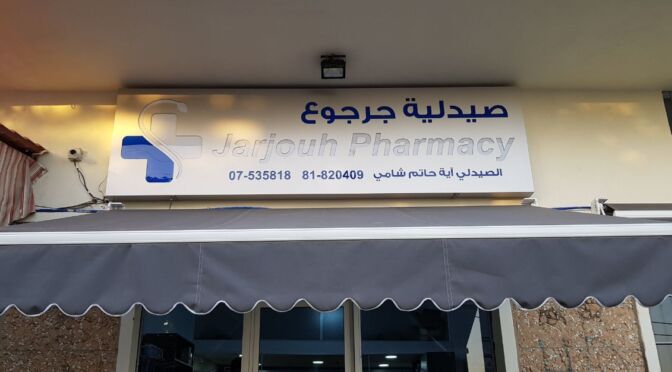 صيدلية جرجوع
Jarjouh Pharmacy
الصيدلي آية حاتم شامي 81-820409 07-535818